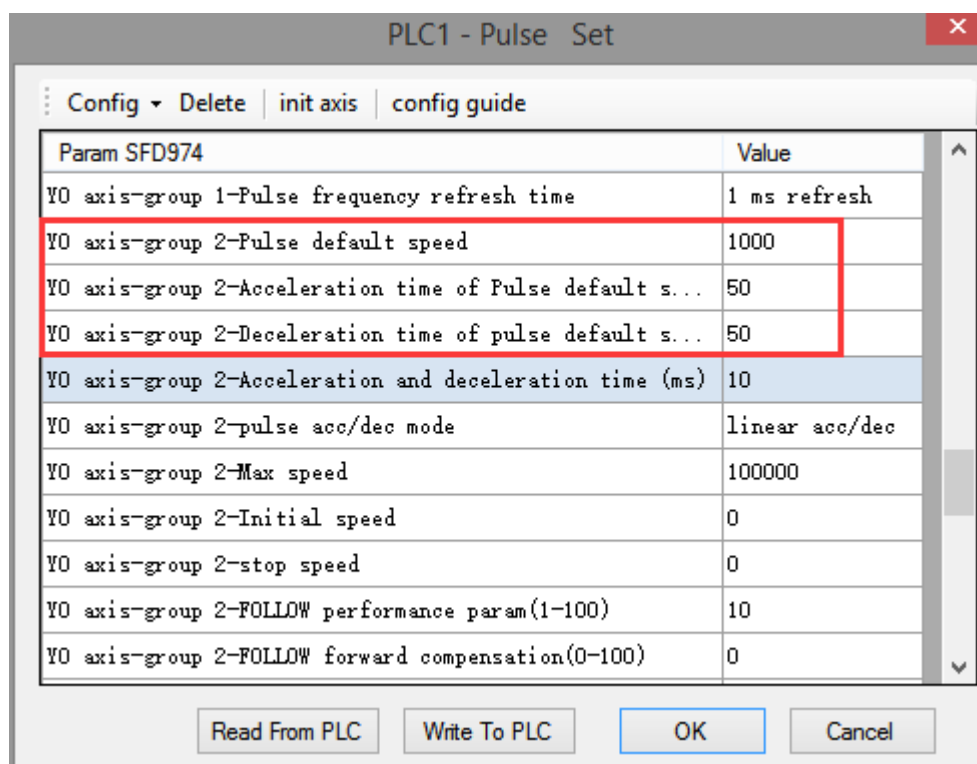 PLC1 - Pulse Set
Config Delete init axis config guide
Param SFD974 Value
Y0 axis-group 1-Pulse frequency refresh time 1 ms refresh
Y0 axis-group 2-Pulse default speed 1000
Y0 axis-group 2-Acceleration time of Pulse default s... 50
Y0 axis-group 2-Deceleration time of pulse default s... 50
Y0 axis-group 2-Acceleration and deceleration time (ms) 10
Y0 axis-group 2-pulse acc/dec mode linear acc/dec
Y0 axis-group 2-Max speed 100000
Y0 axis-group 2-Initial speed 0
Y0 axis-group 2-stop speed 0
Y0 axis-group 2-FOLLOW performance param(1-100) 10
Y0 axis-group 2-FOLLOW forward compensation(0-100) 0
Read From PLC Write To PLC OK Cancel